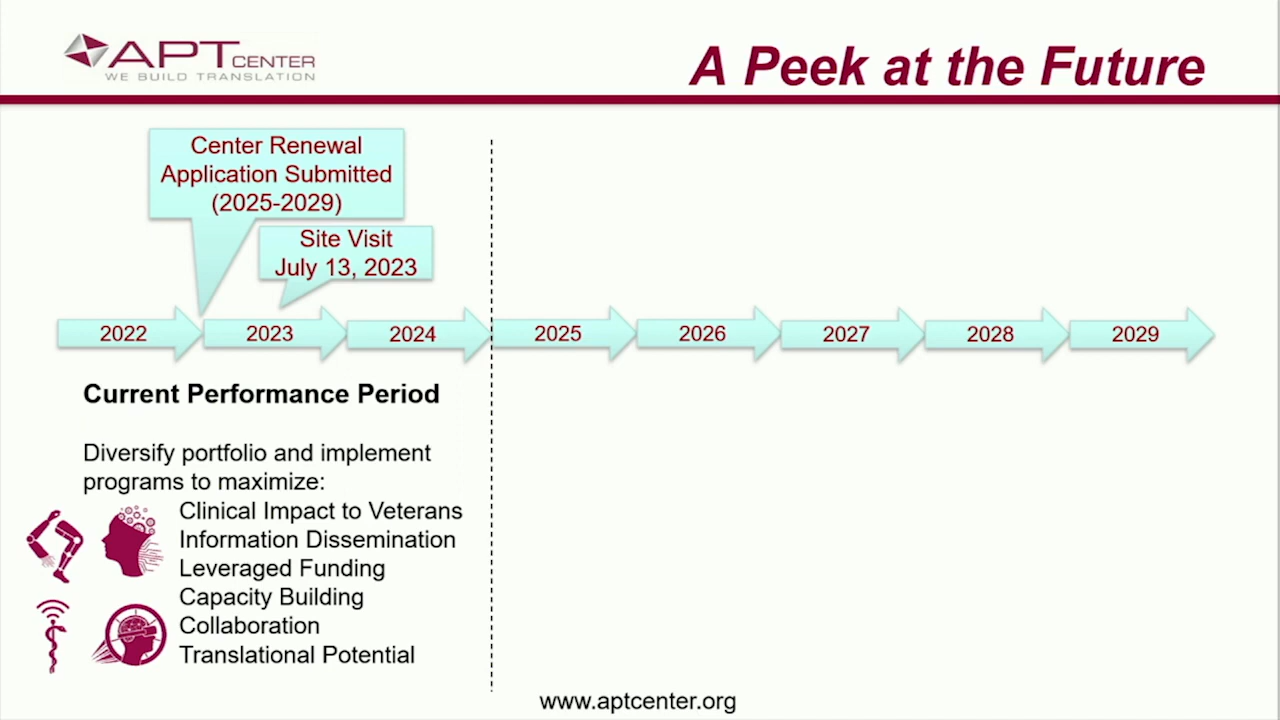 APTCENTER
WE BUILD TRANSLATION
A Peek at the Future
Center Renewal
Application Submitted
(2025-2029)
Site Visit
July 13, 2023
2022
2023
2024
2025
2026
2027
2028
2029
Current Performance Period
Diversify portfolio and implement
programs to maximize:
Clinical Impact to Veterans
Information Dissemination
Leveraged Funding
Capacity Building
Collaboration
Translational Potential
www.aptcenter.org